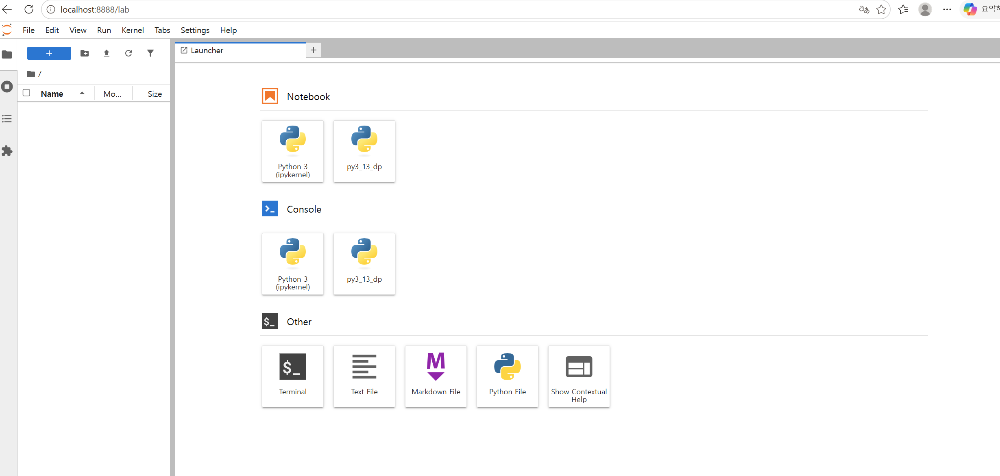 localhost:8888/lab
요약하
File Edit View Run Kernel Tabs Settings Help
+
/
Name Mo... Size
Launcher
+
Notebook
Python 3 (ipykernel)
py3_13_dp
Console
Python 3 (ipykernel)
py3_13_dp
$_ Other
$_
Terminal
Text File
M
Markdown File
Python File
Show Contextual Help